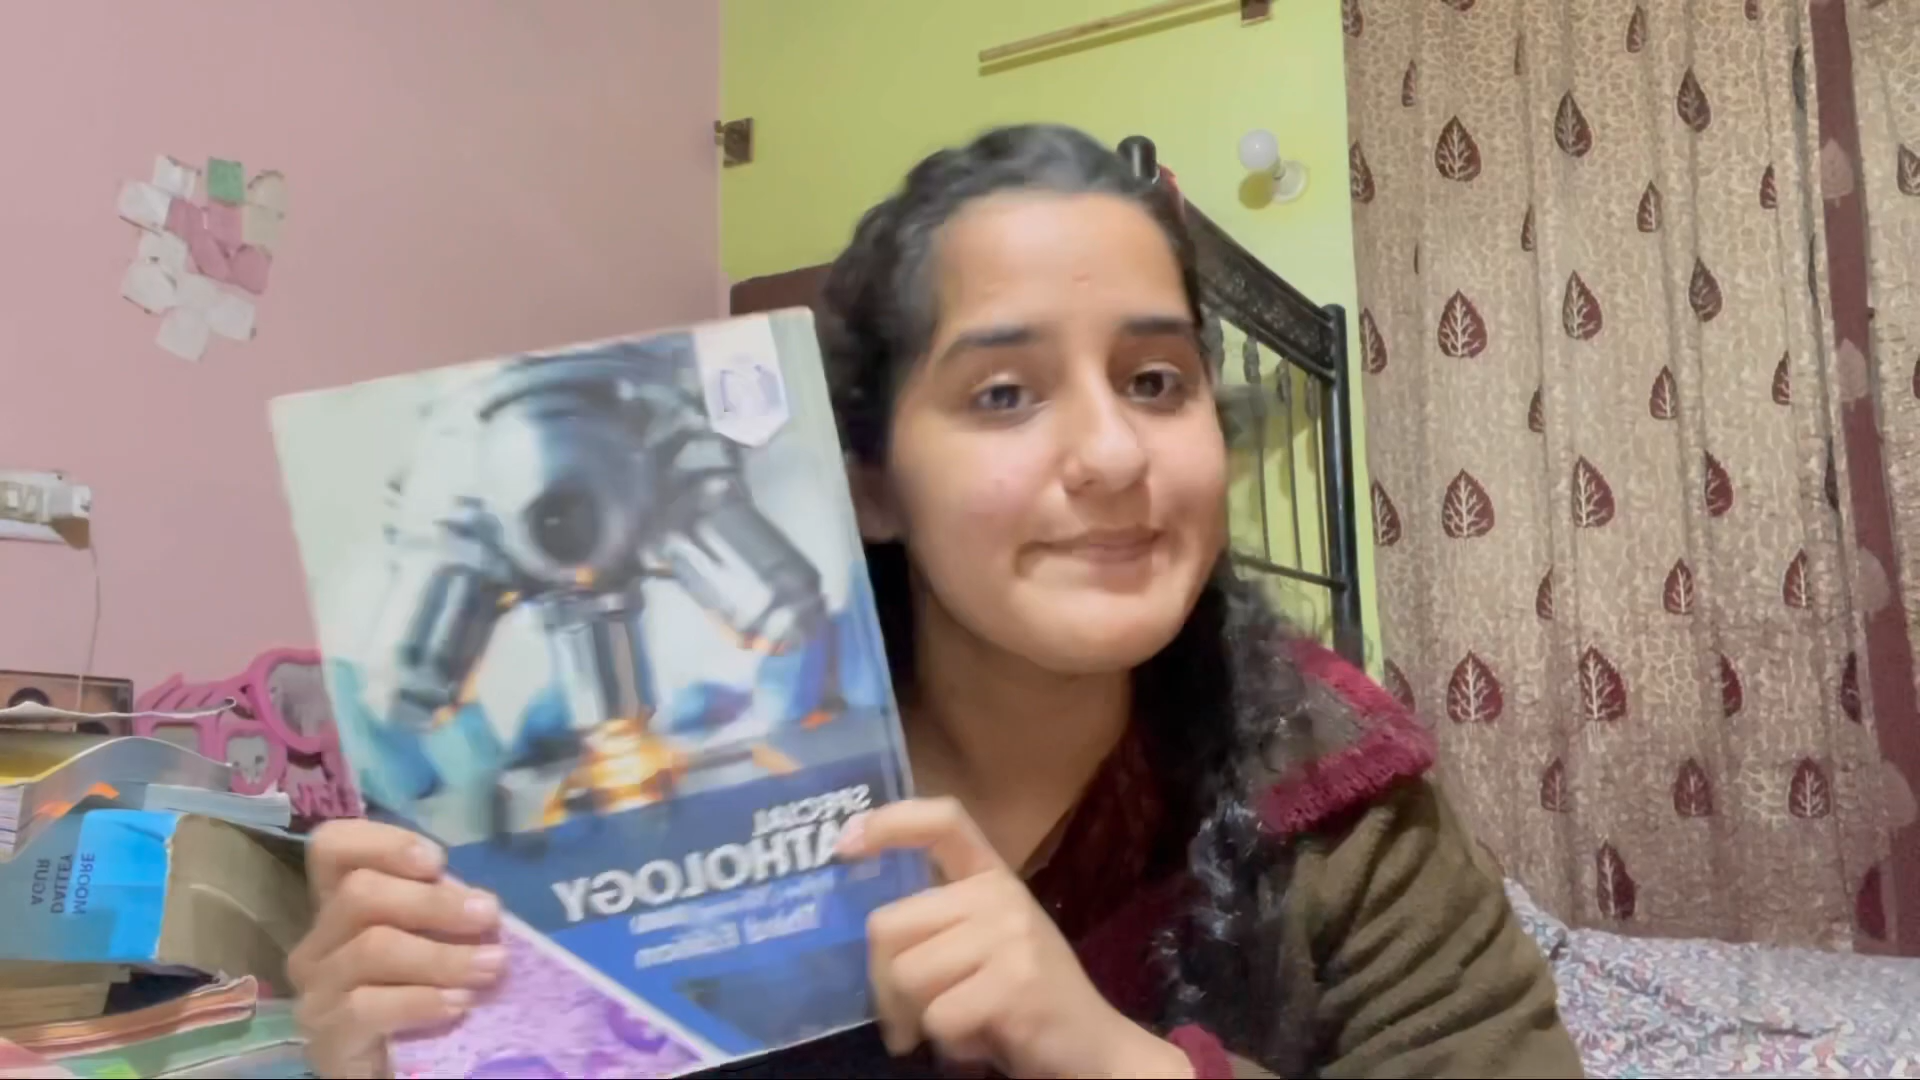 SPECIAL
PATHOLOGY
Third Edition
MOORE
DALLEY
AGUR